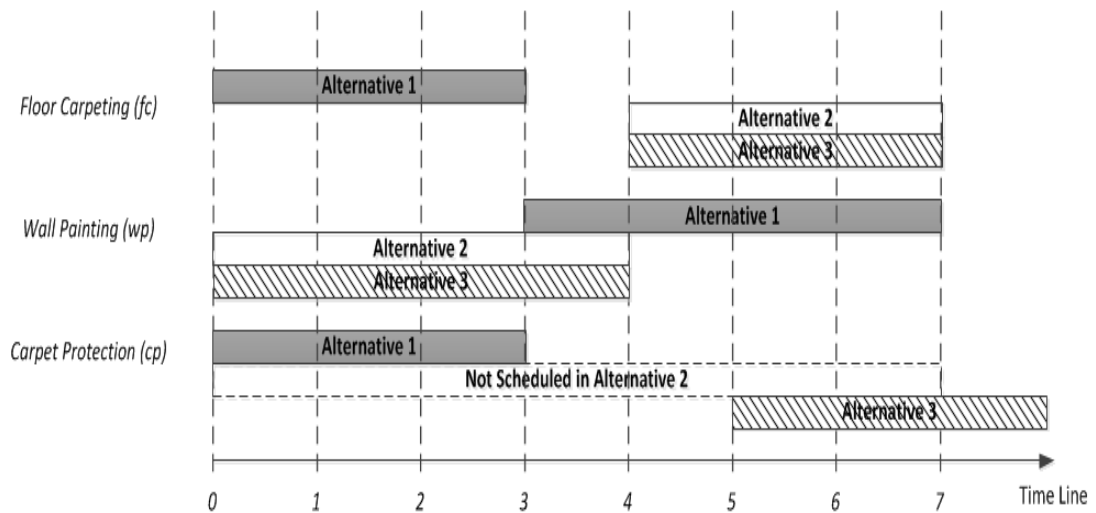 Alternative 1
Floor Carpeting (fc)
Alternative 2
Alternative 3
Alternative 1
Wall Painting (wp)
Alternative 2
Alternative 3
Alternative 1
Carpet Protection (cp)
Not Scheduled in Alternative 2
Alternative 3
0 1 2 3 4 5 6 7 Time Line